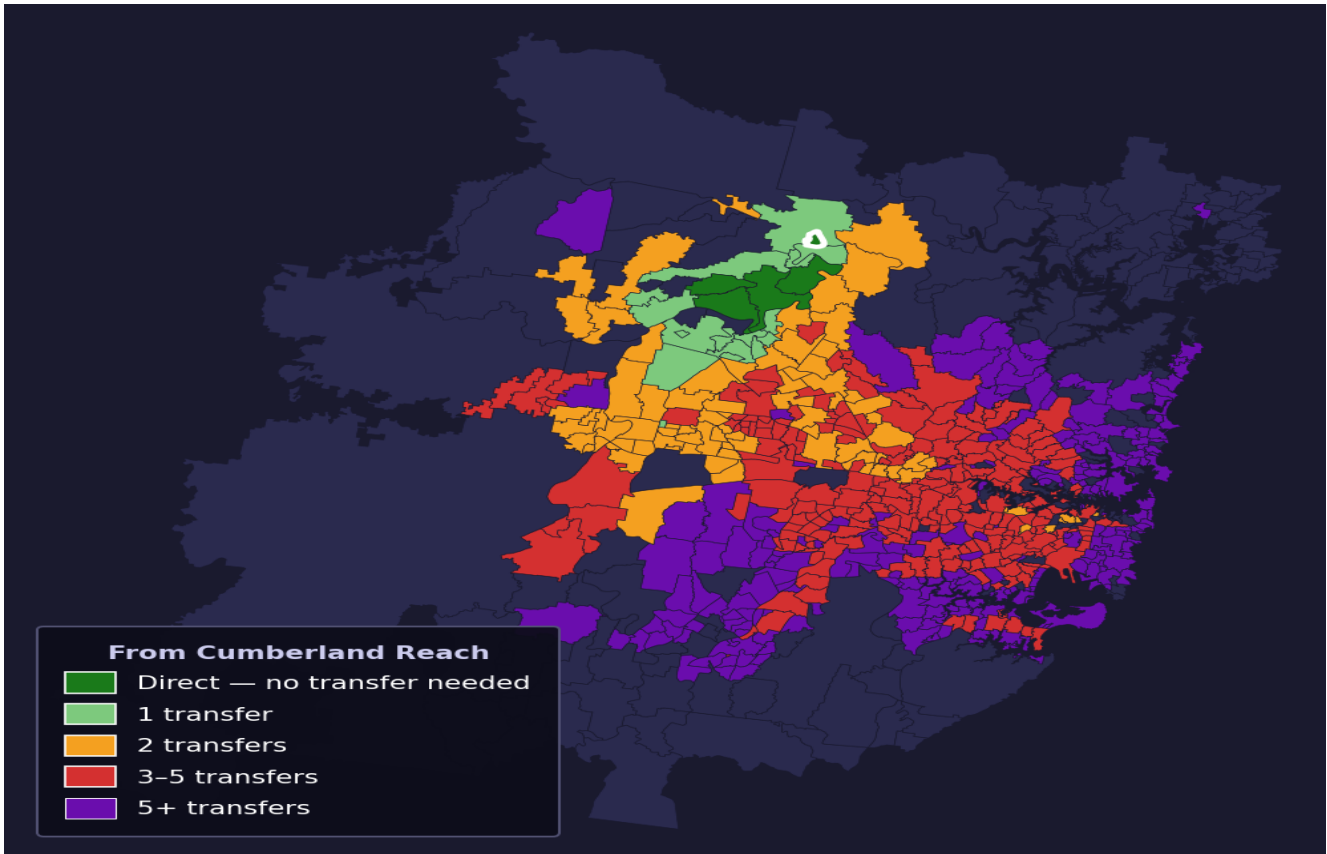 From Cumberland Reach
Direct — no transfer needed
1 transfer
2 transfers
3–5 transfers
5+ transfers